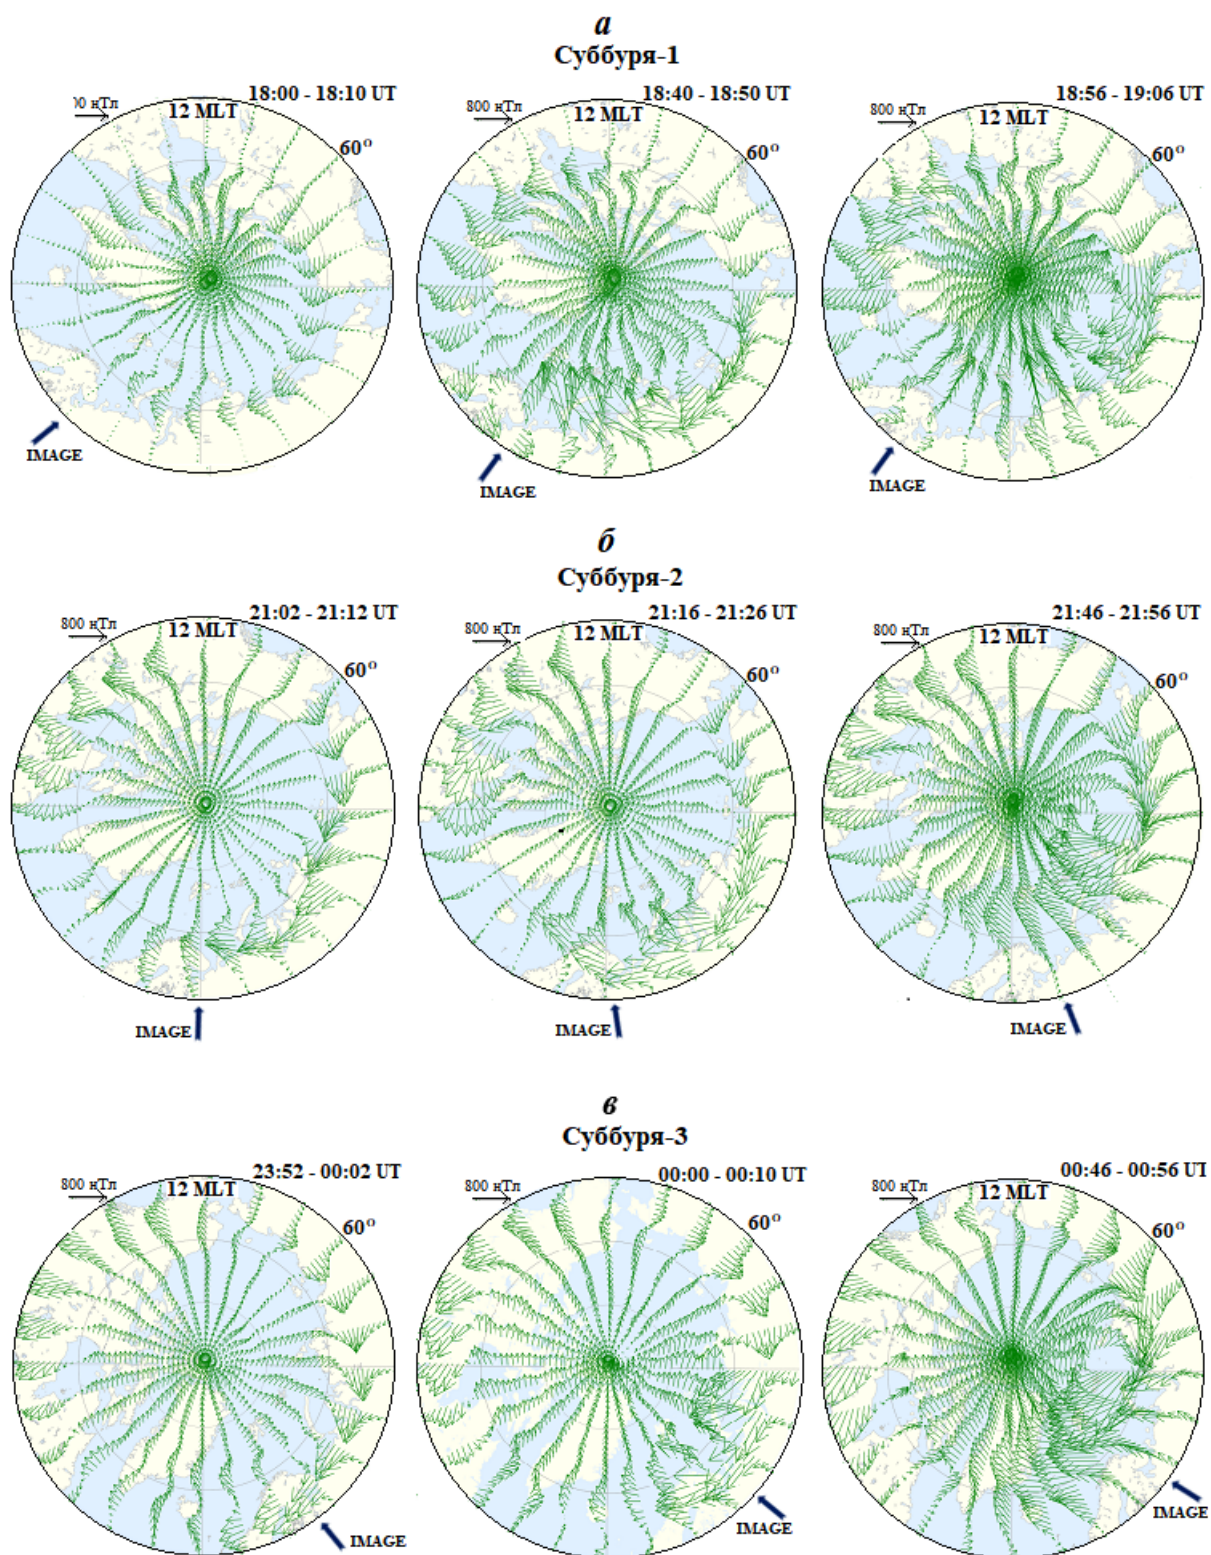 а
Суббуря-1
18:00 - 18:10 UT
00 нТл
12 MLT
60°
IMAGE
18:40 - 18:50 UT
800 нТл
12 MLT
60°
IMAGE
18:56 - 19:06 UT
800 нТл
12 MLT
60°
IMAGE
б
Суббуря-2
21:02 - 21:12 UT
800 нТл
12 MLT
60°
IMAGE
21:16 - 21:26 UT
800 нТл
12 MLT
60°
IMAGE
21:46 - 21:56 UT
800 нТл
12 MLT
60°
IMAGE
в
Суббуря-3
23:52 - 00:02 UT
800 нТл
12 MLT
60°
IMAGE
00:00 - 00:10 UT
800 нТл
60°
IMAGE
00:46 - 00:56 UT
800 нТл
12 MLT
60°
IMAGE